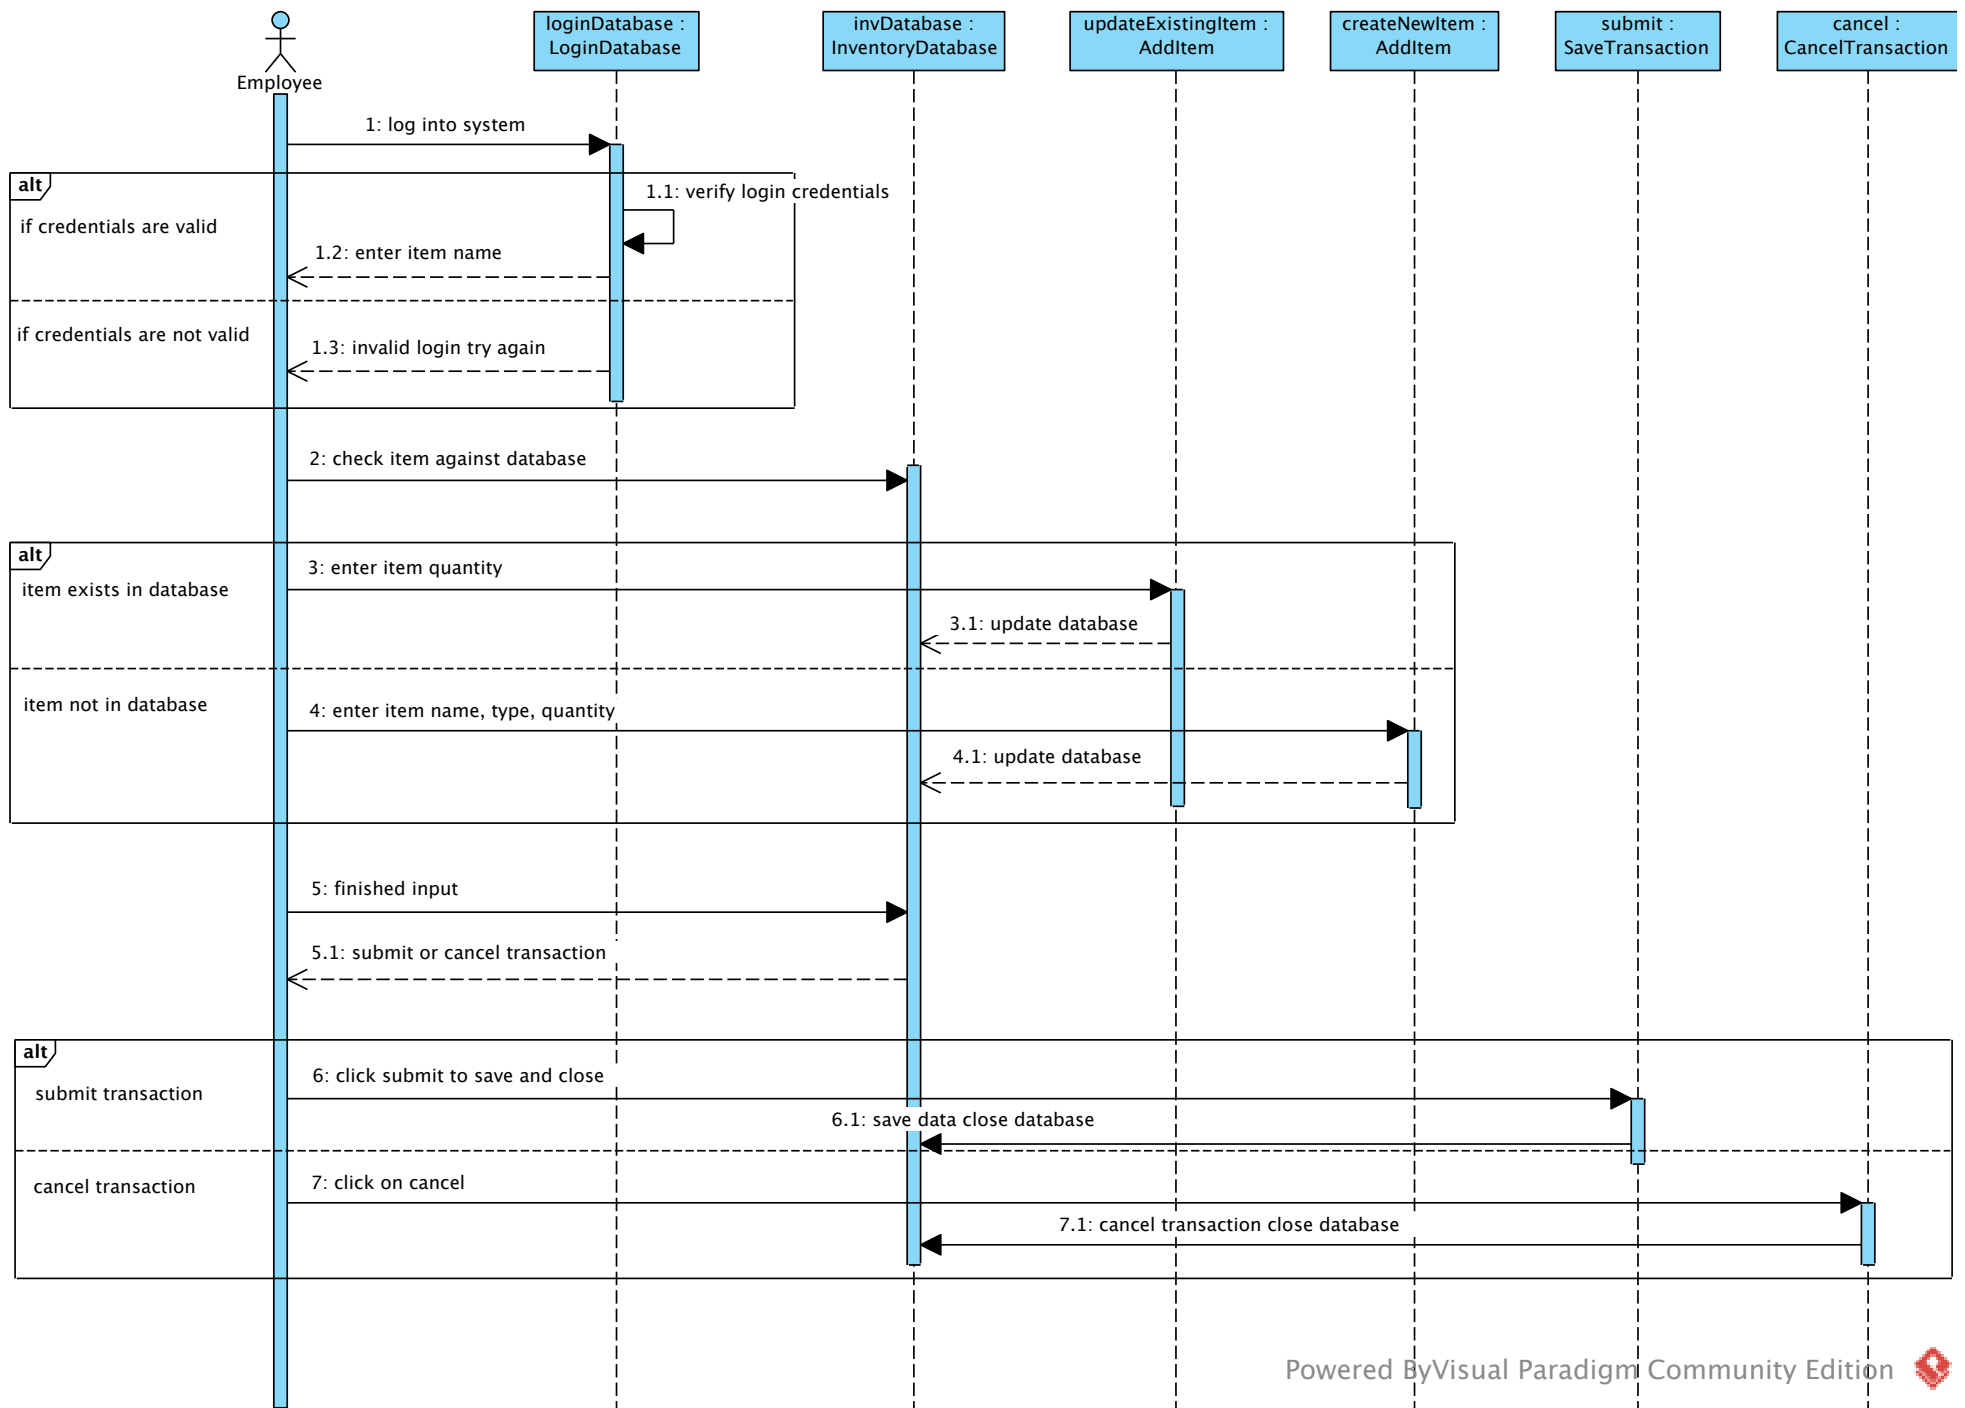 loginDatabase :
LoginDatabase
invDatabase :
InventoryDatabase
updateExistingItem :
AddItem
createNewItem :
AddItem
submit :
SaveTransaction
cancel :
CancelTransaction
Employee
1: log into system
alt
1.1: verify login credentials
if credentials are valid
1.2: enter item name
if credentials are not valid
1.3: invalid login try again
2: check item against database
alt
3: enter item quantity
item exists in database
3.1: update database
item not in database
4: enter item name, type, quantity
4.1: update database
5: finished input
5.1: submit or cancel transaction
alt
6: click submit to save and close
submit transaction
6.1: save data close database
7: click on cancel
cancel transaction
7.1: cancel transaction close database
Powered ByVisual Paradigm Community Edition